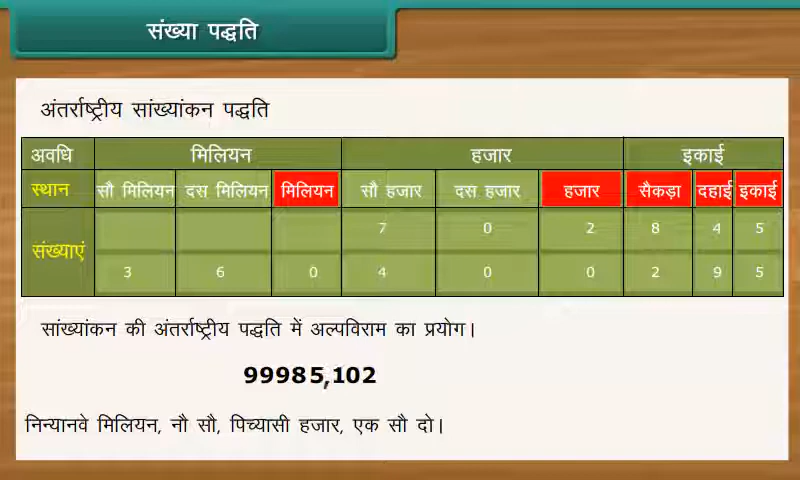 संख्या पद्धति
अंतर्राष्ट्रीय सांख्यांकन पद्धति
अवधि मिलियन हजार इकाई
स्थान सौ मिलियन दस मिलियन मिलियन सौ हजार दस हजार हजार सैकड़ा दहाई इकाई
संख्याएं
7 0 2 8 4 5
3 6 0 4 0 0 2 9 5
सांख्यांकन की अंतर्राष्ट्रीय पद्धति में अल्पविराम का प्रयोग।
99985,102
निन्यानवे मिलियन, नौ सौ, पिच्यासी हजार, एक सौ दो।